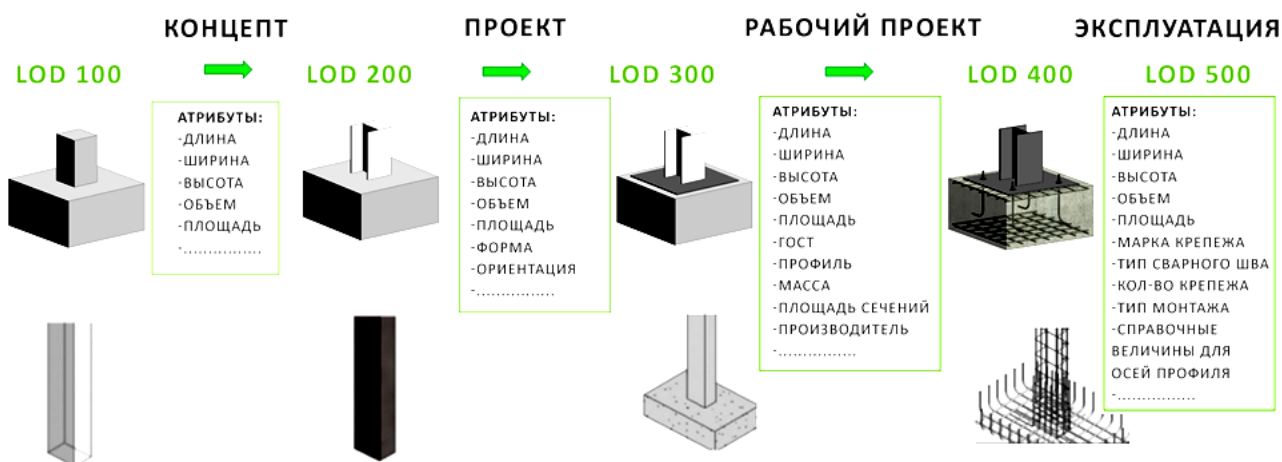 КОНЦЕПТ
ПРОЕКТ
РАБОЧИЙ ПРОЕКТ
ЭКСПЛУАТАЦИЯ
LOD 100
LOD 200
LOD 300
LOD 400
LOD 500
АТРИБУТЫ:
-ДЛИНА
-ШИРИНА
-ВЫСОТА
-ОБЪЕМ
-ПЛОЩАДЬ
-................
АТРИБУТЫ:
-ДЛИНА
-ШИРИНА
-ВЫСОТА
-ОБЪЕМ
-ПЛОЩАДЬ
-ФОРМА
-ОРИЕНТАЦИЯ
-................
АТРИБУТЫ:
-ДЛИНА
-ШИРИНА
-ВЫСОТА
-ОБЪЕМ
-ПЛОЩАДЬ
-ГОСТ
-ПРОФИЛЬ
-МАССА
-ПЛОЩАДЬ СЕЧЕНИЙ
-ПРОИЗВОДИТЕЛЬ
-................
АТРИБУТЫ:
-ДЛИНА
-ШИРИНА
-ВЫСОТА
-ОБЪЕМ
-ПЛОЩАДЬ
-МАРКА КРЕПЕЖА
-ТИП СВАРНОГО ШВА
-КОЛ-ВО КРЕПЕЖА
-ТИП МОНТАЖА
-СПРАВОЧНЫЕ
ВЕЛИЧИНЫ ДЛЯ
ОСЕЙ ПРОФИЛЯ
-................